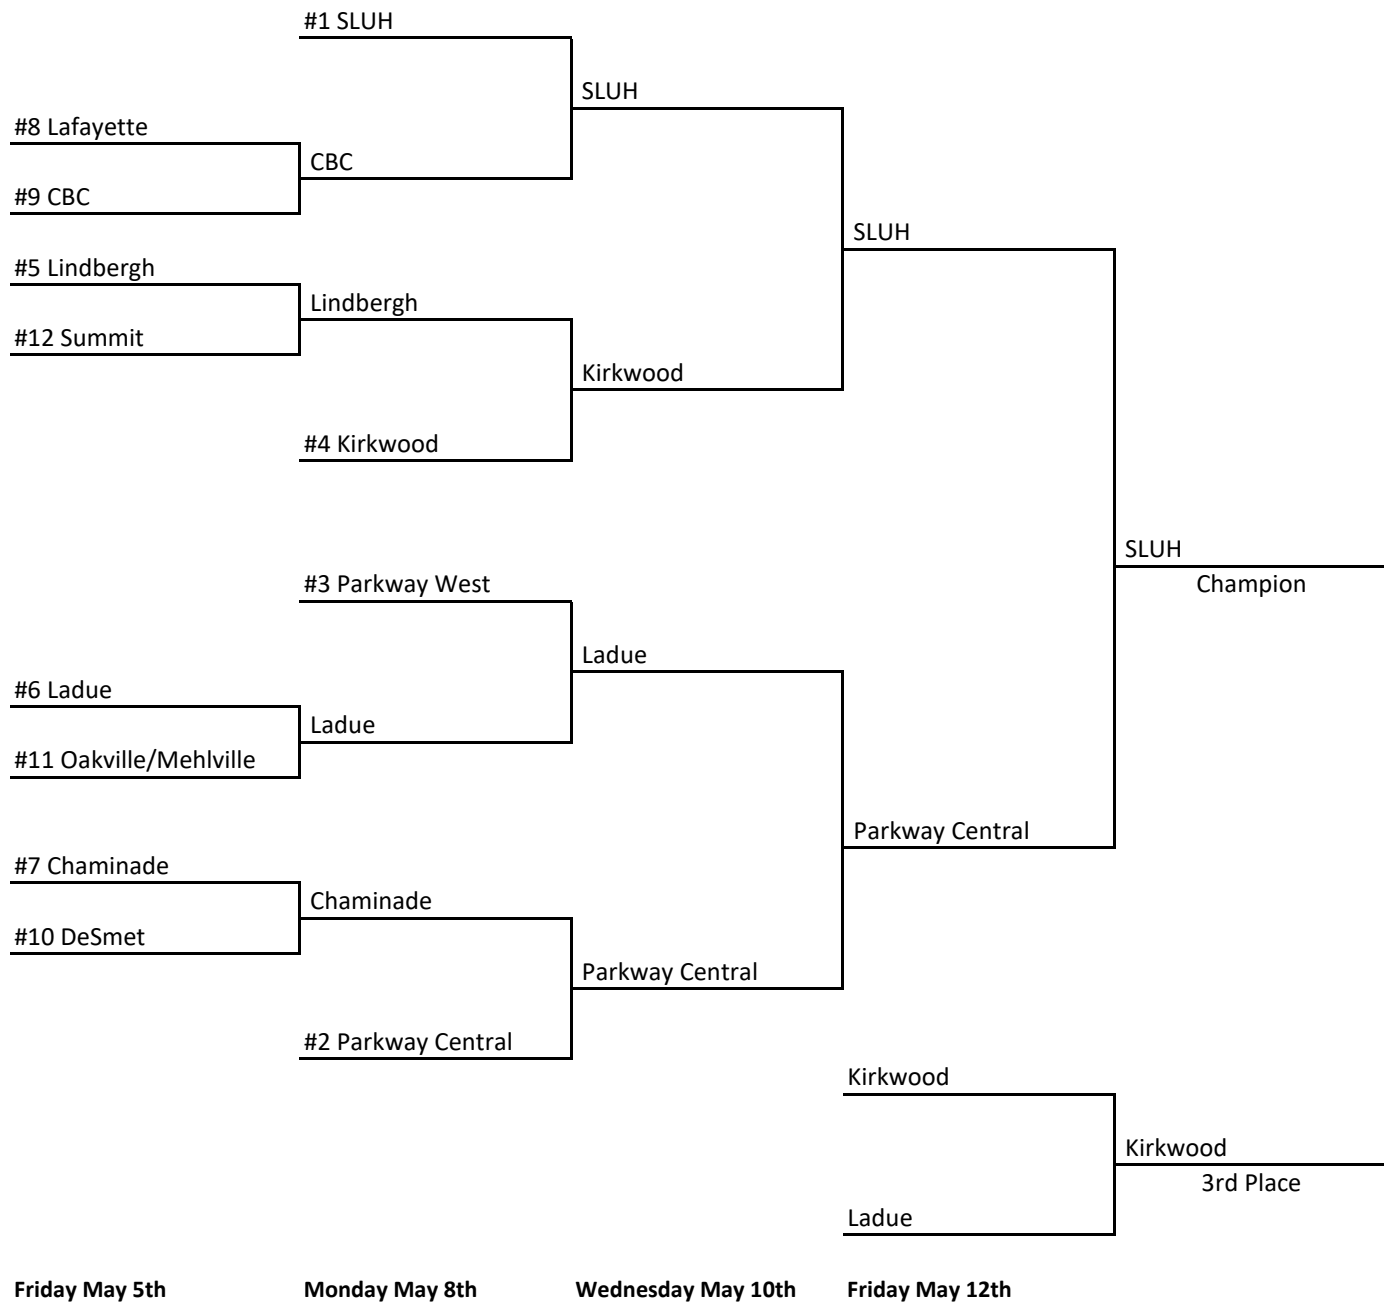 #1 SLUH
SLUH
#8 Lafayette
CBC
#9 CBC
SLUH
#5 Lindbergh
Lindbergh
#12 Summit
Kirkwood
#4 Kirkwood
SLUH
Champion
#3 Parkway West
Ladue
#6 Ladue
Ladue
#11 Oakville/Mehlville
Parkway Central
#7 Chaminade
Chaminade
#10 DeSmet
Parkway Central
#2 Parkway Central
Kirkwood
Kirkwood
3rd Place
Ladue
Friday May 5th
Monday May 8th
Wednesday May 10th
Friday May 12th